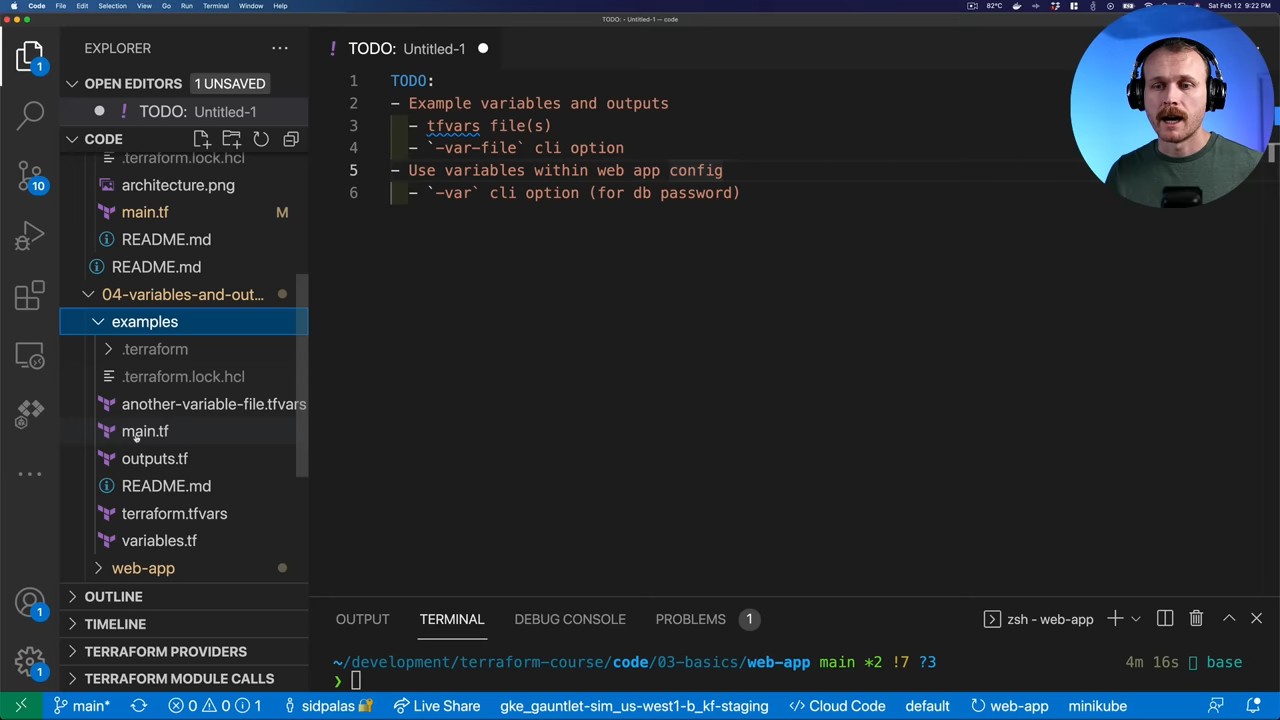 Code File Edit Selection View Go Run Terminal Window Help
82°C Sat Feb 12 9:22 PM
TODO: • Untitled-1 — code
EXPLORER
TODO: Untitled-1
OPEN EDITORS 1 UNSAVED
TODO: Untitled-1
CODE
.terraform.lock.hcl
architecture.png
main.tf M
README.md
README.md
04-variables-and-out...
examples
.terraform
.terraform.lock.hcl
another-variable-file.tfvars
main.tf
outputs.tf
README.md
terraform.tfvars
variables.tf
web-app
OUTLINE
TIMELINE
TERRAFORM PROVIDERS
TERRAFORM MODULE CALLS
1
10
1
1
1 TODO:
2 - Example variables and outputs
3 - tfvars file(s)
4 - `-var-file` cli option
5 - Use variables within web app config
6 - `-var` cli option (for db password)
OUTPUT TERMINAL DEBUG CONSOLE PROBLEMS 1
zsh - web-app
~/development/terraform-course/code/03-basics/web-app main *2 !7 ?3 4m 16s base
❯
main* 0 0 1 sidpalas Live Share gke_gauntlet-sim_us-west1-b_kf-staging Cloud Code default web-app minikube